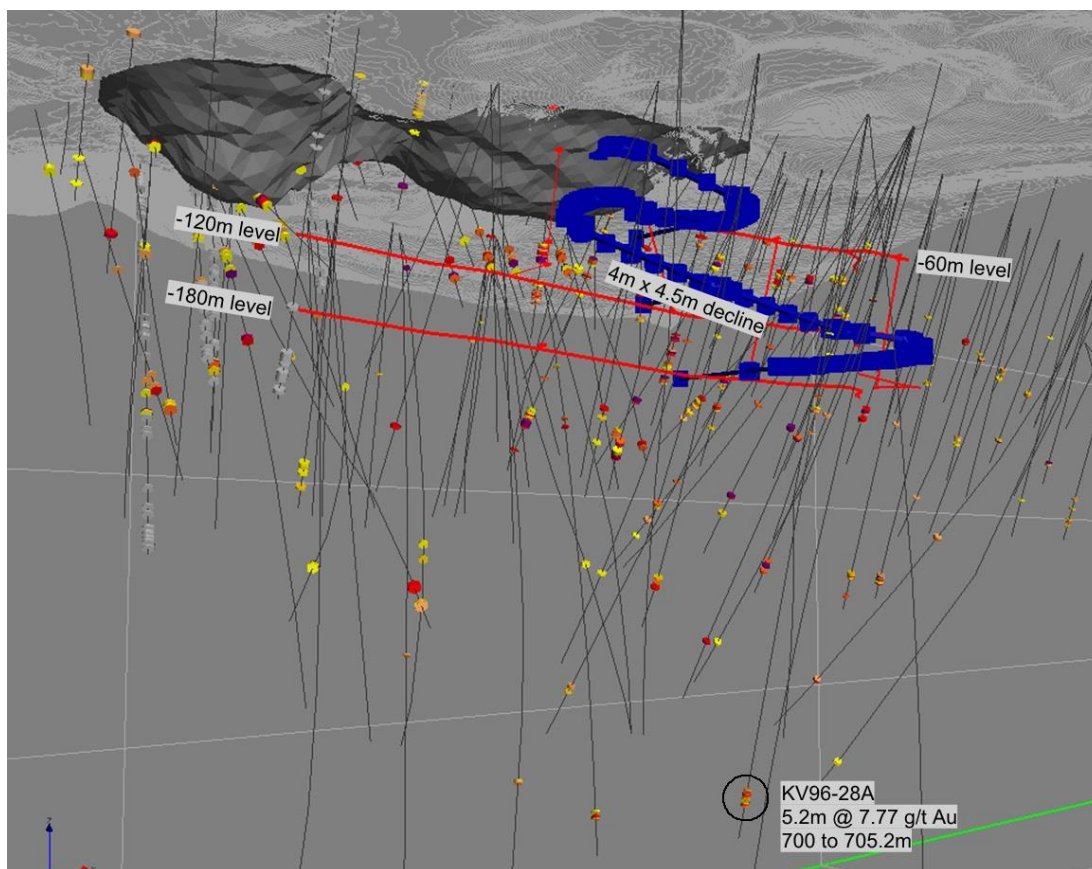 -120m level
-60m level
-180m level
4m x 4.5m decline
KV96-28A
5.2m @ 7.77 g/t Au
700 to 705.2m
z